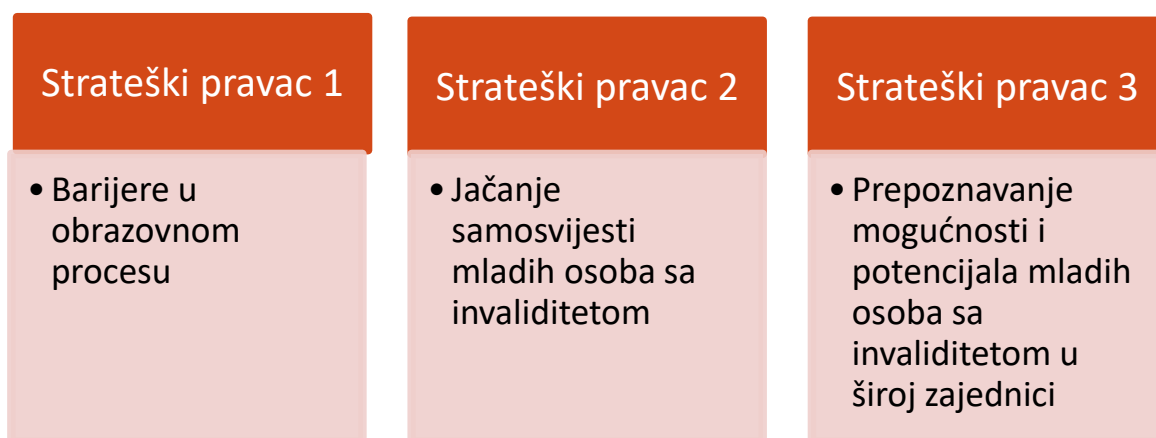 Strateški pravac 1
• Barijere u
obrazovnom
procesu
Strateški pravac 2
• Jačanje
samosvijesti
mladih osoba sa
invaliditetom
Strateški pravac 3
• Prepoznavanje
mogućnosti i
potencijala mladih
osoba sa
invaliditetom u
široj zajednici